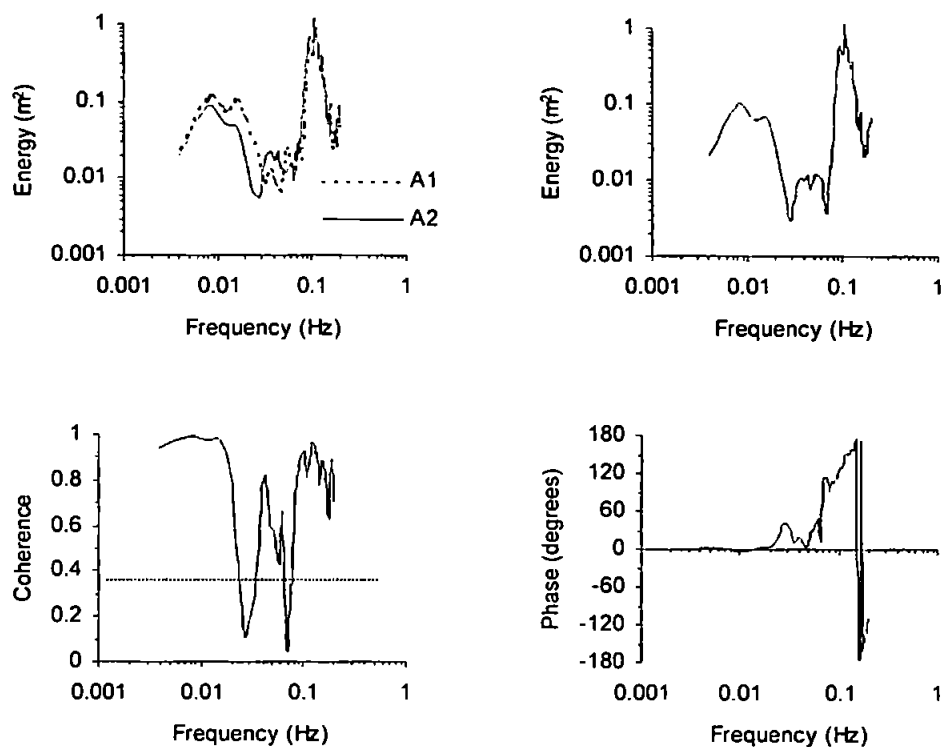 1
0.1
0.01
0.001
Energy (m²)
A1
A2
0.001 0.01 0.1 1
Frequency (Hz)
1
0.1
0.01
0.001
Energy (m²)
0.001 0.01 0.1 1
Frequency (Hz)
1
0.8
0.6
0.4
0.2
0
Coherence
0.001 0.01 0.1 1
Frequency (Hz)
180
120
60
0
-60
-120
-180
Phase (degrees)
0.001 0.01 0.1 1
Frequency (Hz)